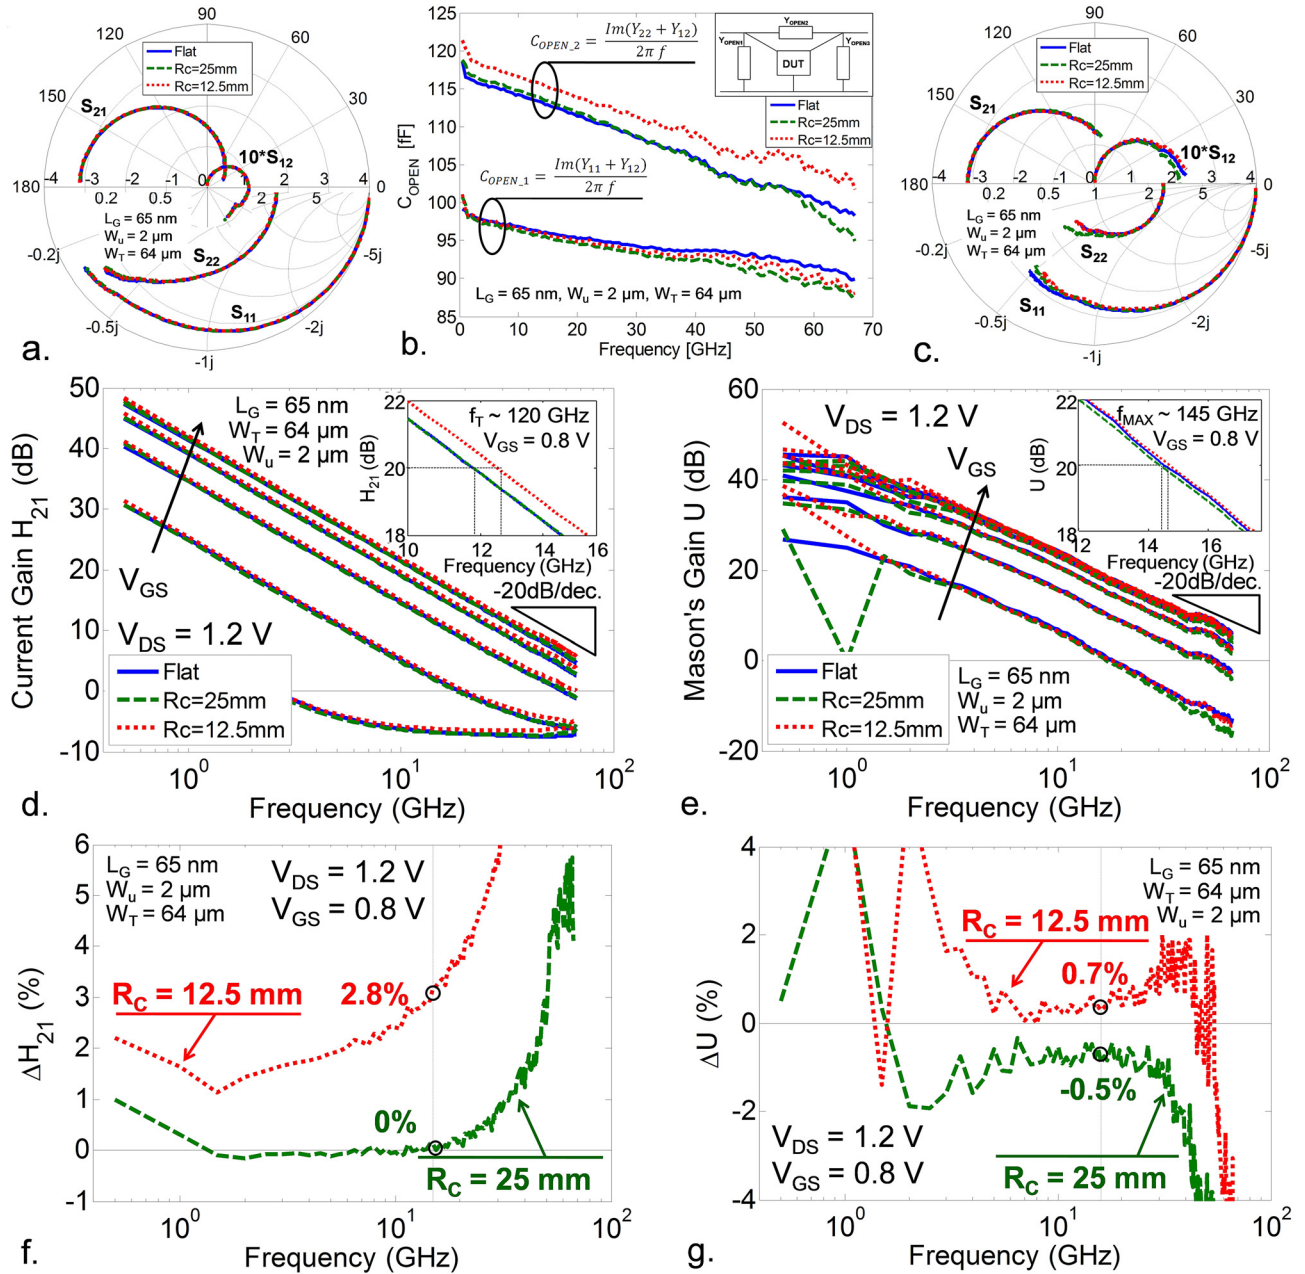 90
120
60
Flat
Rc=25mm
Rc=12.5mm
150
30
S21
10*S12
180
-4 -3 -2 -1 0 1 2 3 4
0
0.2 0.5 1 2 5
LG = 65 nm
Wu = 2 µm
WT = 64 µm
-0.2j
-5j
S22
S11
-0.5j
-2j
-1j
a.
125
120
115
110
105
100
95
90
85
COPEN [fF]
COPEN_2 = Im(Y22 + Y12) / 2π f
YOPEN2
YOPEN1
YOPEN3
DUT
Flat
Rc=25mm
Rc=12.5mm
COPEN_1 = Im(Y11 + Y12) / 2π f
LG = 65 nm, Wu = 2 µm, WT = 64 µm
0 10 20 30 40 50 60 70
Frequency [GHz]
b.
90
120
60
Flat
Rc=25mm
Rc=12.5mm
150
30
S21
10*S12
180
-4 -3 -2 -1 0 1 2 3 4
0
0.2 0.5 1 2 5
LG = 65 nm
Wu = 2 µm
WT = 64 µm
-0.2j
-5j
S22
S11
-0.5j
-2j
-1j
c.
50
40
30
20
10
0
-10
Current Gain H21 (dB)
LG = 65 nm
WT = 64 µm
Wu = 2 µm
VGS
VDS = 1.2 V
22
20
18
H21 (dB)
fT ~ 120 GHz
VGS = 0.8 V
10 12 14 16
Frequency (GHz)
-20dB/dec.
Flat
Rc=25mm
Rc=12.5mm
10^0 10^1 10^2
Frequency (GHz)
d.
60
40
20
0
-20
Mason's Gain U (dB)
VDS = 1.2 V
VGS
22
20
18
U (dB)
fMAX ~ 145 GHz
VGS = 0.8 V
12 14 16
Frequency (GHz)
-20dB/dec.
Flat
Rc=25mm
Rc=12.5mm
LG = 65 nm
Wu = 2 µm
WT = 64 µm
10^0 10^1 10^2
Frequency (GHz)
e.
6
5
4
3
2
1
0
-1
ΔH21 (%)
LG = 65 nm
Wu = 2 µm
WT = 64 µm
VDS = 1.2 V
VGS = 0.8 V
RC = 12.5 mm
2.8%
0%
RC = 25 mm
10^0 10^1 10^2
Frequency (GHz)
f.
4
2
0
-2
-4
ΔU (%)
LG = 65 nm
WT = 64 µm
Wu = 2 µm
RC = 12.5 mm
0.7%
-0.5%
VDS = 1.2 V
VGS = 0.8 V
RC = 25 mm
10^0 10^1 10^2
Frequency (GHz)
g.